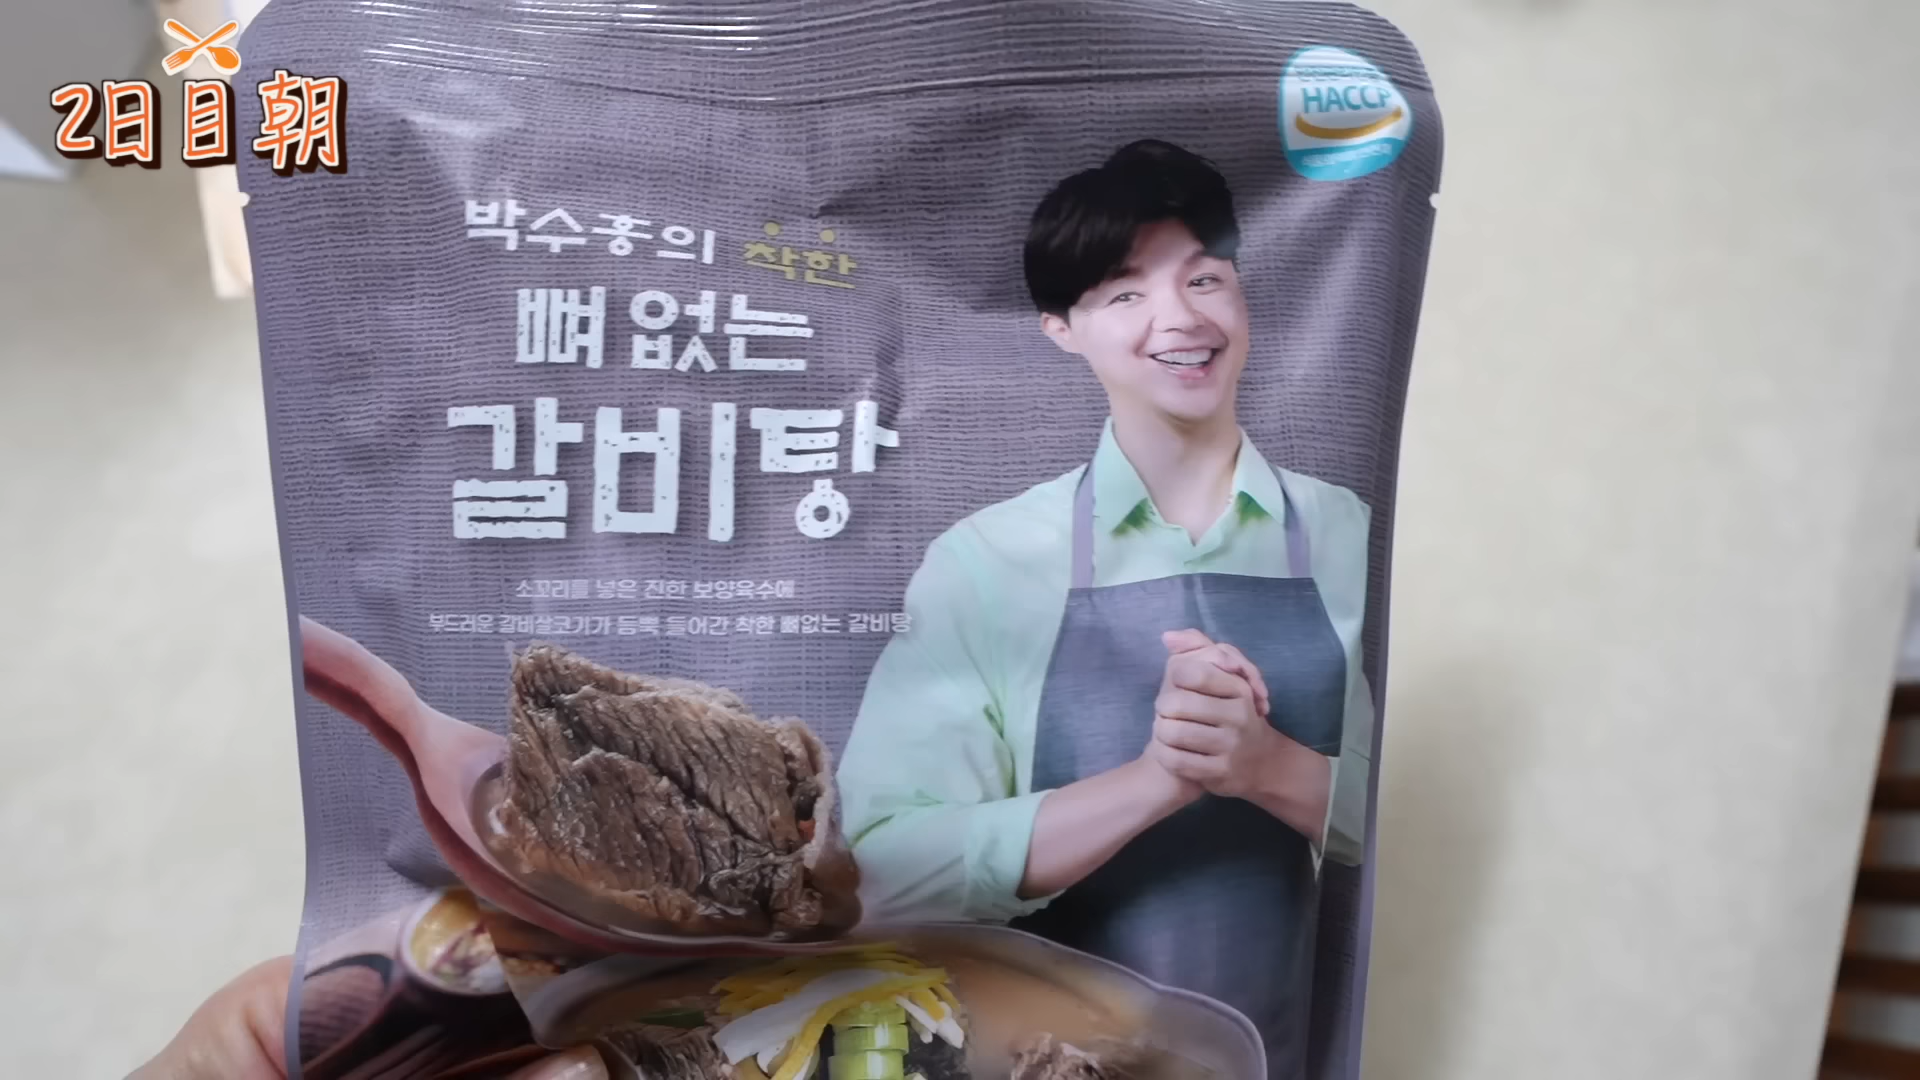 2日目 朝
HACCP
박수홍의 착한
뼈 없는
갈비탕
소꼬리를 넣은 진한 보양육수에
부드러운 갈비살코기가 듬뿍 들어간 착한 뼈없는 갈비탕